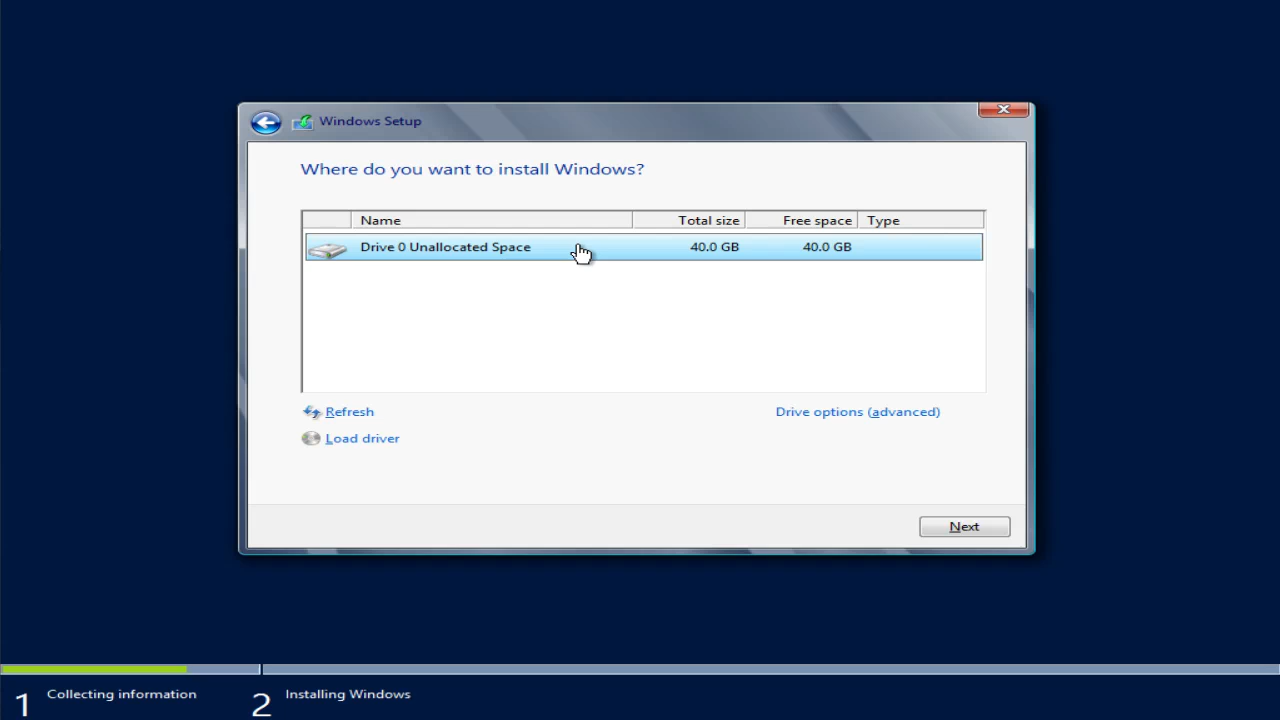 Windows Setup
Where do you want to install Windows?
Name Total size Free space Type
Drive 0 Unallocated Space 40.0 GB 40.0 GB
Refresh Drive options (advanced)
Load driver
Next
1 Collecting information 2 Installing Windows